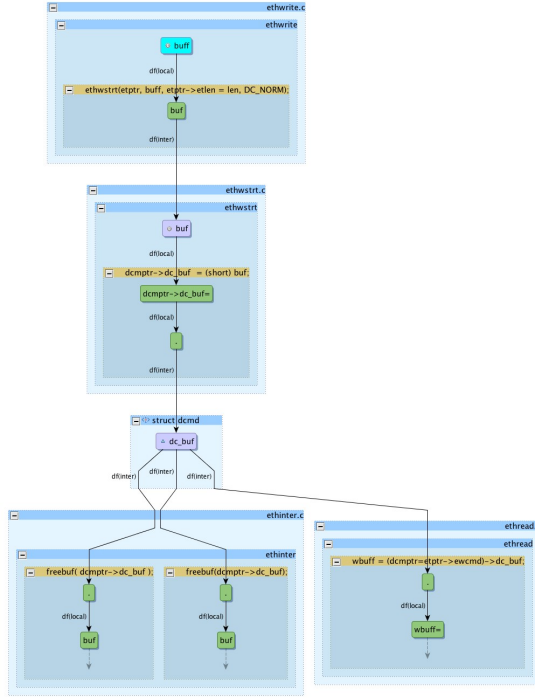 ethwrite.c
ethwrite
buff
df(local)
ethwstrt(etptr, buff, etptr->etlen = len, DC_NORM);
buf
df(inter)
ethwstrt.c
ethwstrt
buf
df(local)
dcmptr->dc_buf = (short) buf;
dcmptr->dc_buf=
df(local)
.
df(inter)
struct dcmd
dc_buf
df(inter) df(inter) df(inter)
ethinter.c
ethread
ethinter
ethread
freebuf( dcmptr->dc_buf ); freebuf(dcmptr->dc_buf);
wbuff = (dcmptr=etptr->ewcmd)->dc_buf;
. . .
df(local) df(local) df(local)
buf buf wbuff=